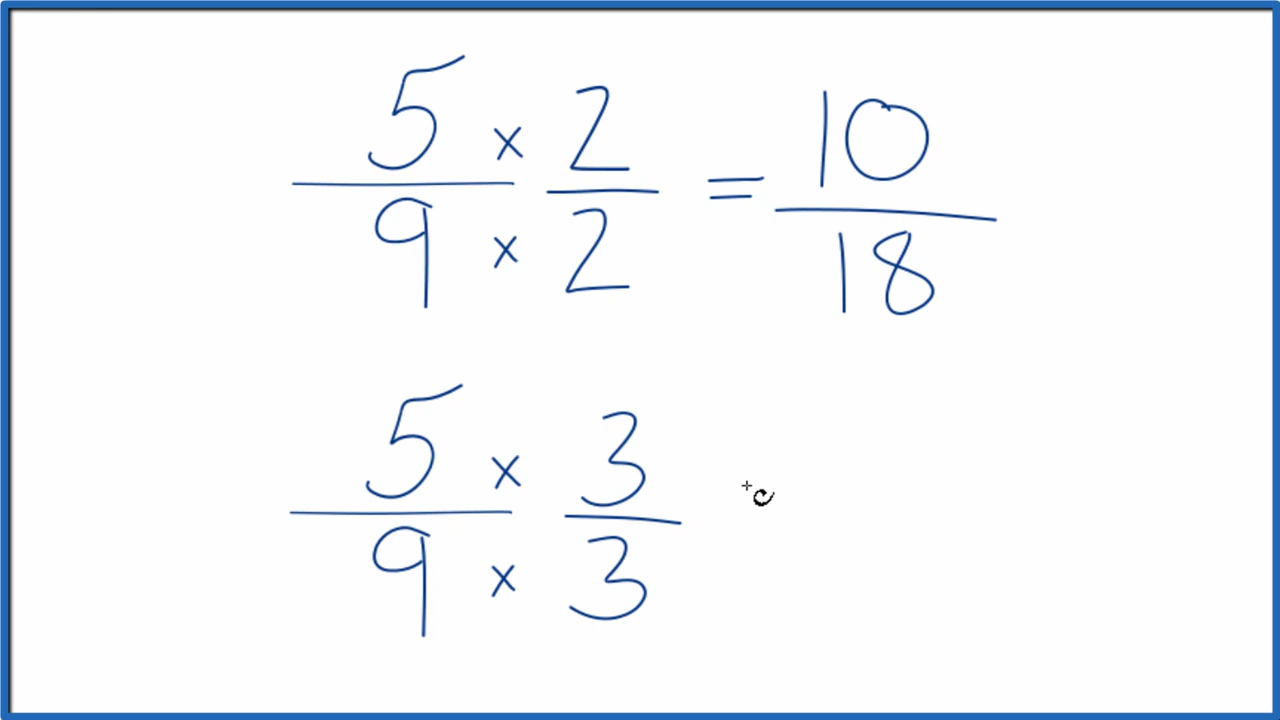 5 × 2 = 10
9 × 2 18
5 × 3
9 × 3